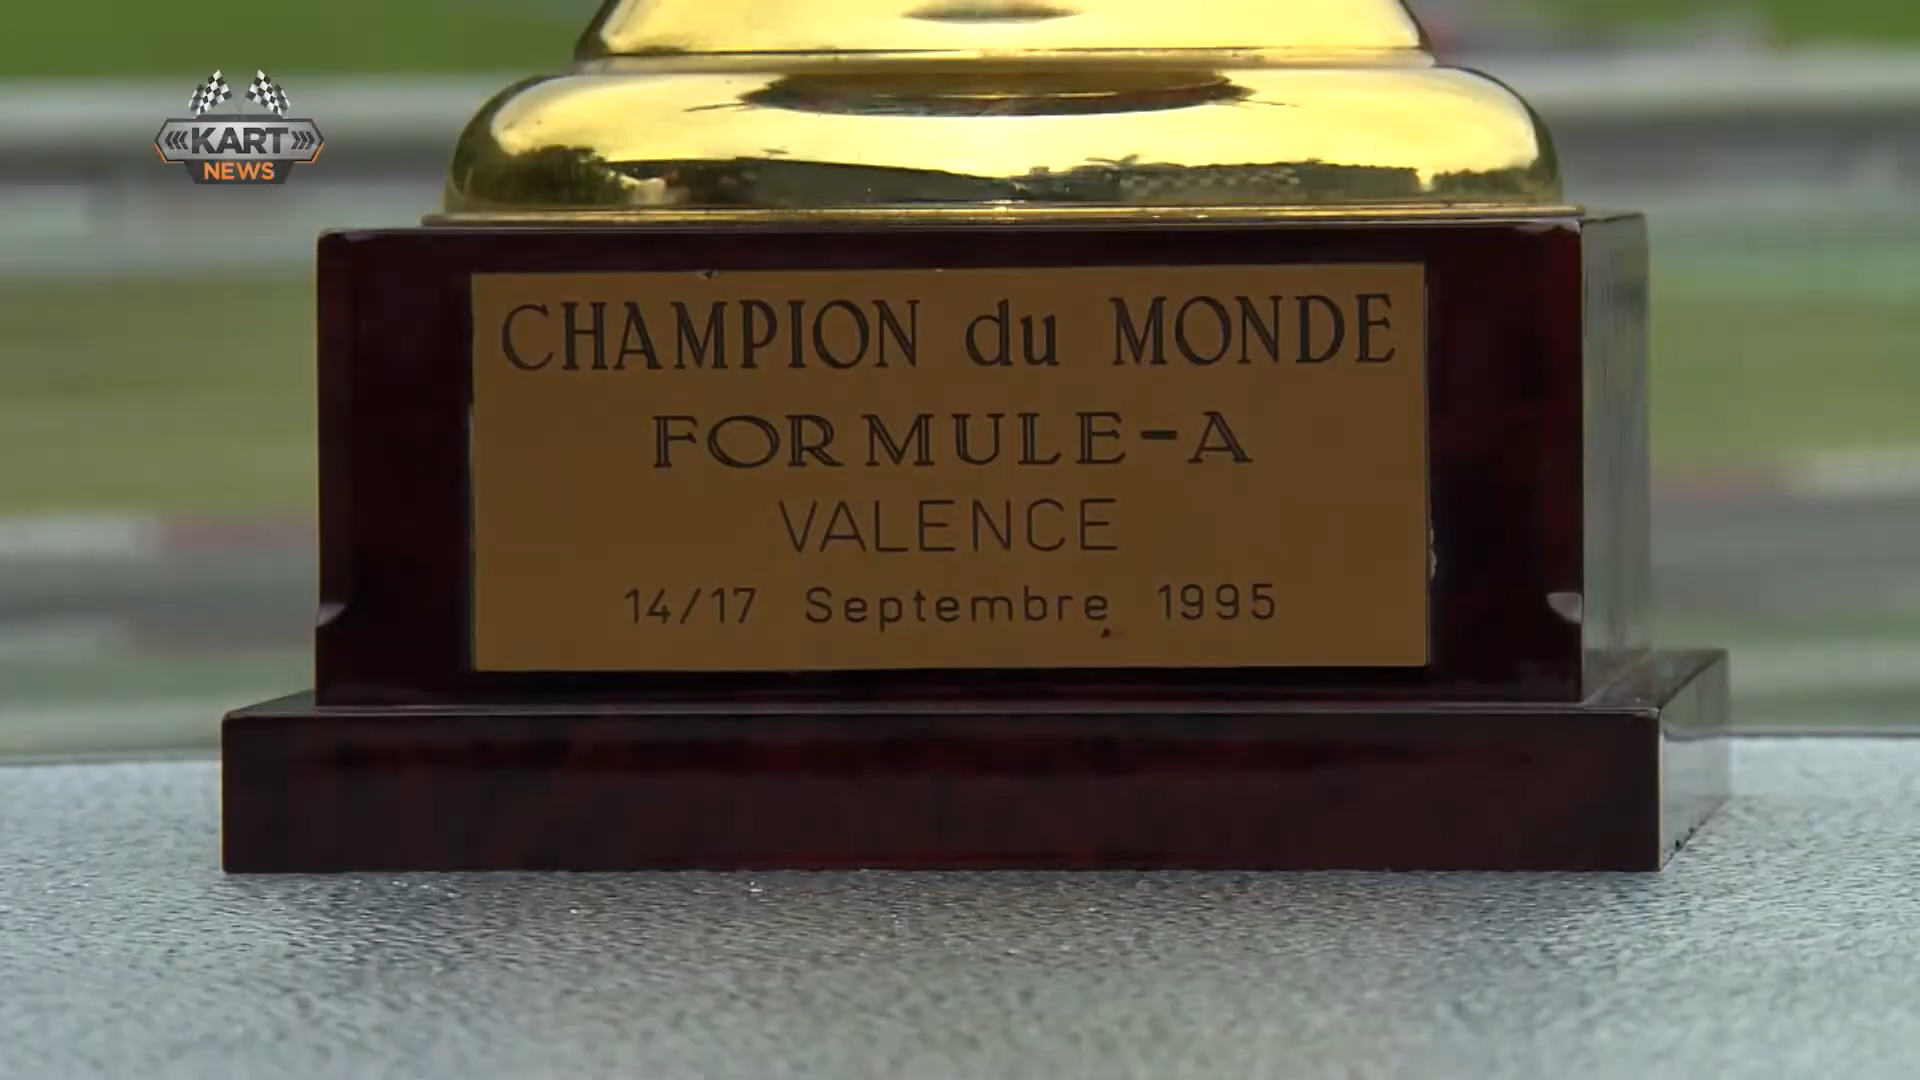 KART
NEWS
CHAMPION du MONDE
FORMULE-A
VALENCE
14/17 Septembre 1995